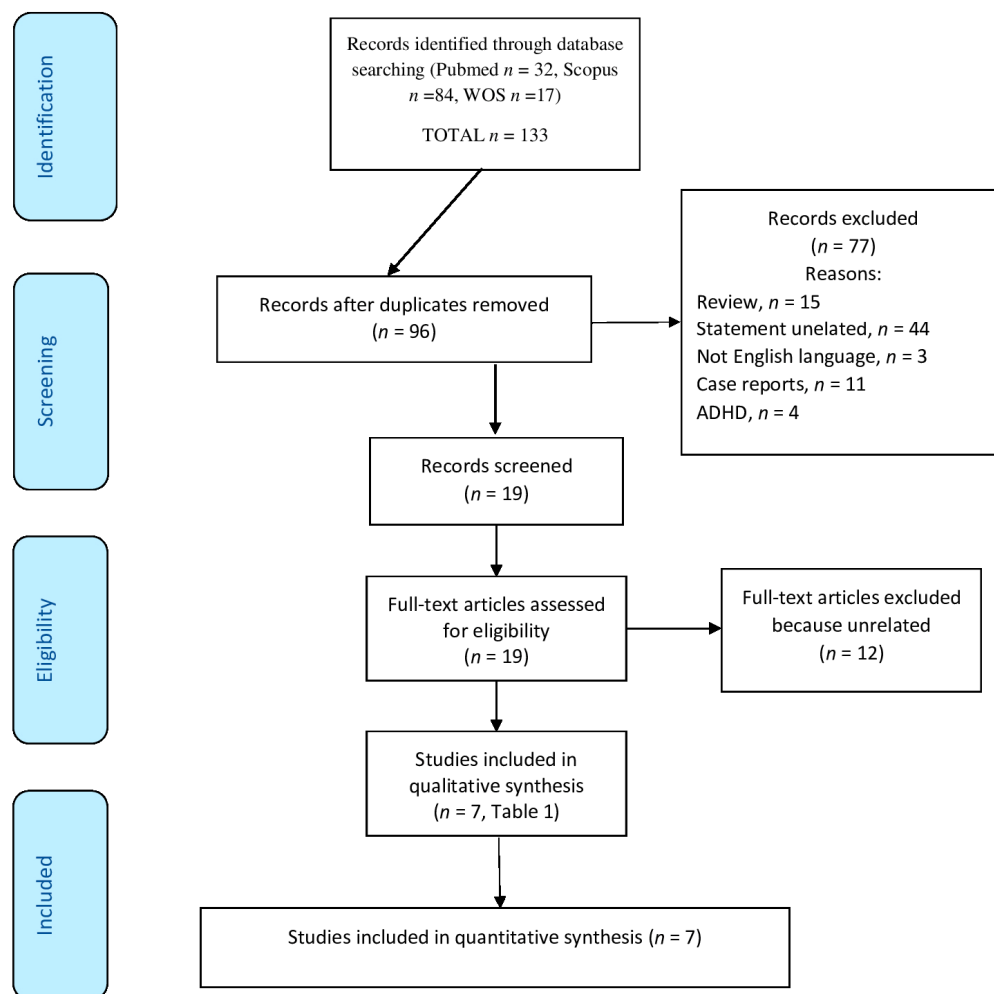 Identification
Records identified through database
searching (Pubmed n = 32, Scopus
n =84, WOS n =17)
TOTAL n = 133
Records excluded
(n = 77)
Reasons:
Review, n = 15
Statement unelated, n = 44
Not English language, n = 3
Case reports, n = 11
ADHD, n = 4
Screening
Records after duplicates removed
(n = 96)
Records screened
(n = 19)
Eligibility
Full-text articles assessed
for eligibility
(n = 19)
Full-text articles excluded
because unrelated
(n = 12)
Studies included in
qualitative synthesis
(n = 7, Table 1)
Included
Studies included in quantitative synthesis (n = 7)